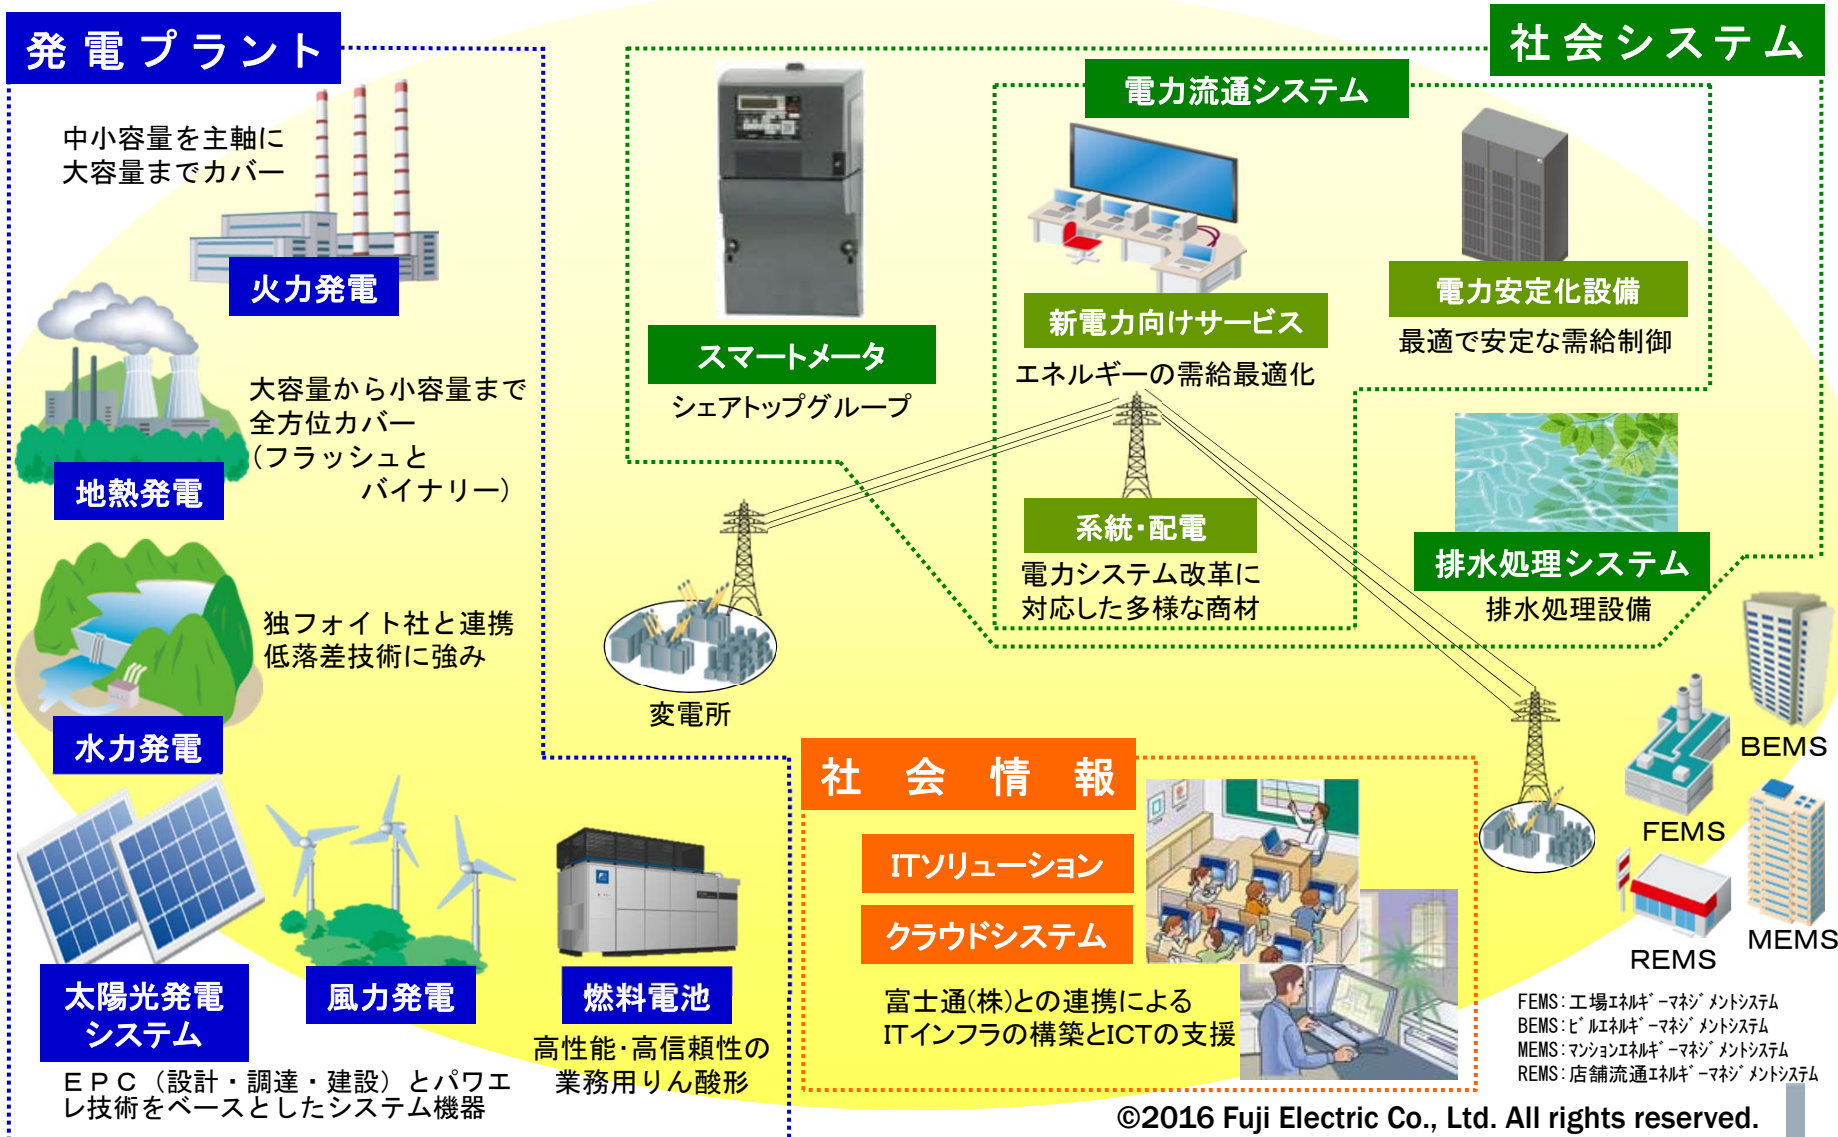 発電プラント
中小容量を主軸に
大容量までカバー
火力発電
大容量から小容量まで
全方位カバー
(フラッシュと
バイナリー)
地熱発電
独フォイト社と連携
低落差技術に強み
水力発電
太陽光発電
システム
EPC(設計・調達・建設)とパワエ
レ技術をベースとしたシステム機器
風力発電
燃料電池
高性能・高信頼性の
業務用りん酸形
社会システム
スマートメータ
シェアトップグループ
電力流通システム
新電力向けサービス
エネルギーの需給最適化
電力安定化設備
最適で安定な需給制御
系統・配電
電力システム改革に
対応した多様な商材
排水処理システム
排水処理設備
変電所
社会情報
ITソリューション
クラウドシステム
富士通(株)との連携による
ITインフラの構築とICTの支援
BEMS
FEMS
MEMS
REMS
FEMS:工場エネルギーマネジメントシステム
BEMS:ビルエネルギーマネジメントシステム
MEMS:マンションエネルギーマネジメントシステム
REMS:店舗流通エネルギーマネジメントシステム
©2016 Fuji Electric Co., Ltd. All rights reserved.